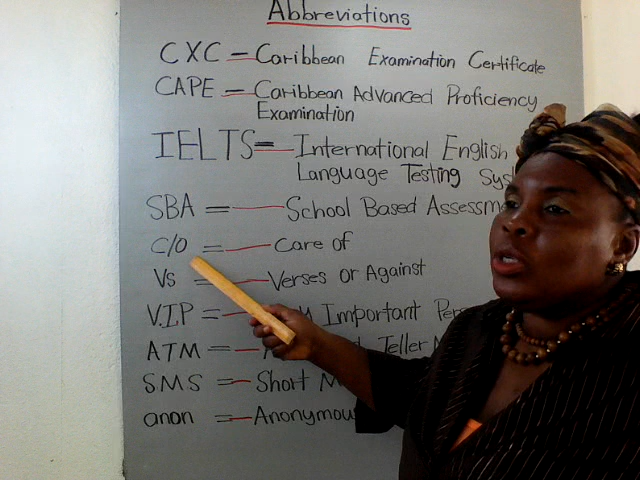 Abbreviations
CXC = Caribbean Examination Certificate
CAPE = Caribbean Advanced Proficiency
Examination
IELTS = International English
Language Testing
SBA = School Based
C/O = Care of
Vs = Verses or Against
V.I.P = Important
ATM = Teller
SMS = Short
anon = Anonymous